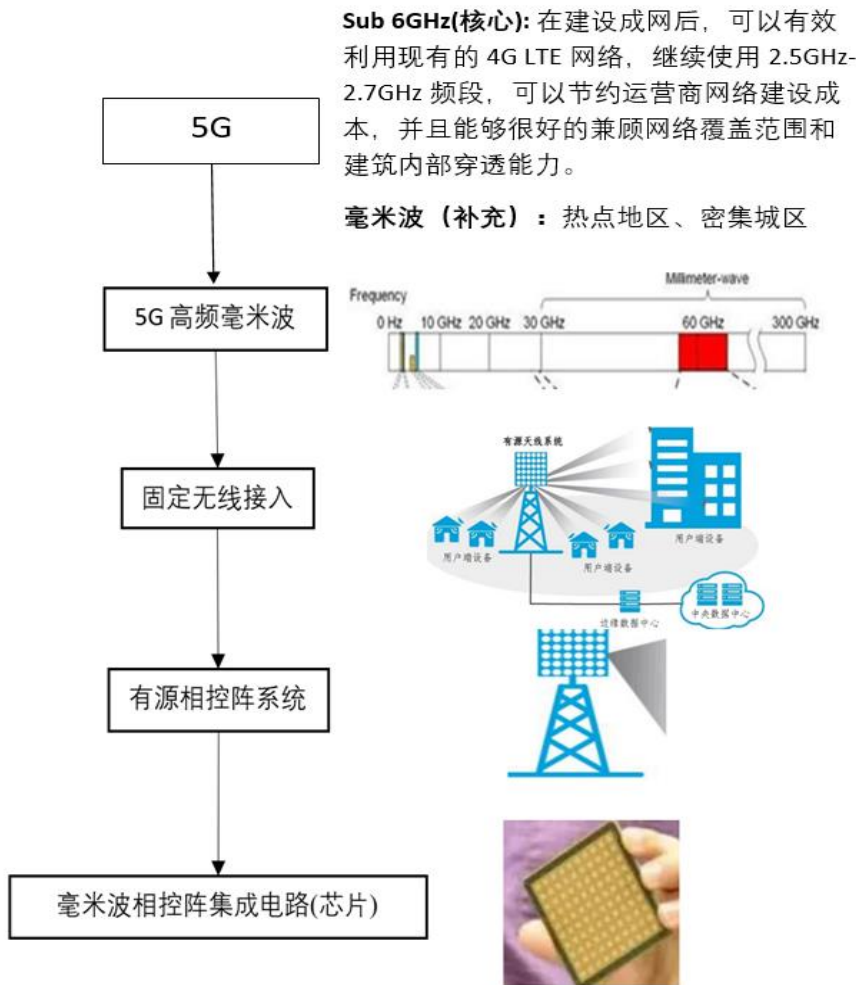 Sub 6GHz(核心): 在建设成网后，可以有效
利用现有的 4G LTE 网络，继续使用 2.5GHz-
2.7GHz 频段，可以节约运营商网络建设成
本，并且能够很好的兼顾网络覆盖范围和
建筑内部穿透能力。
毫米波（补充）：热点地区、密集城区
5G
5G 高频毫米波
Millimeter-wave
Frequency
0 Hz 10 GHz 20 GHz 30 GHz 60 GHz 300 GHz
固定无线接入
有源天线系统
用户端设备
用户端设备
用户端设备
边缘数据中心
中央数据中心
有源相控阵系统
毫米波相控阵集成电路(芯片)